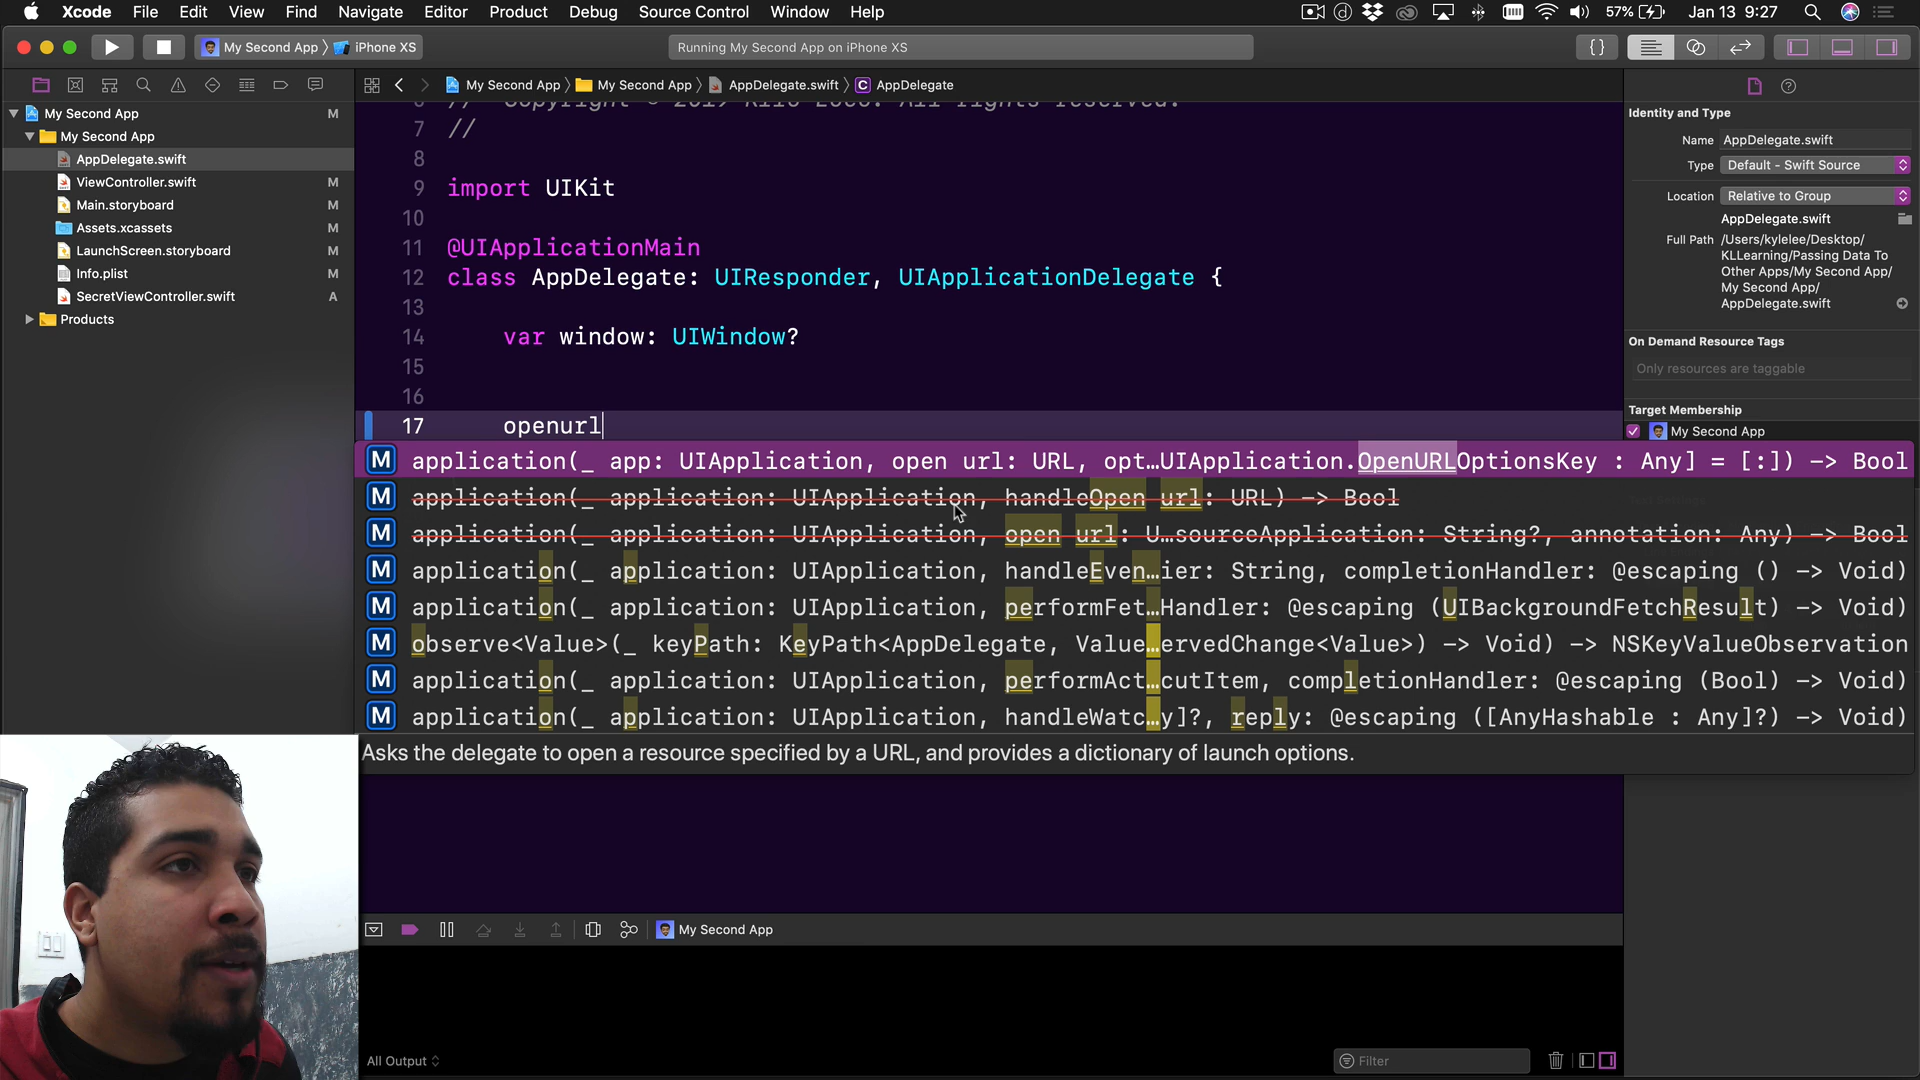 Xcode File Edit View Find Navigate Editor Product Debug Source Control Window Help 57% Jan 13 9:27
My Second App iPhone XS Running My Second App on iPhone XS {}
My Second App My Second App AppDelegate.swift C AppDelegate
My Second App M
My Second App
AppDelegate.swift
ViewController.swift M
Main.storyboard M
Assets.xcassets M
LaunchScreen.storyboard M
Info.plist M
SecretViewController.swift A
Products
// Copyright © 2019 Kilo Loco. All rights reserved.
7 //
8
9 import UIKit
10
11 @UIApplicationMain
12 class AppDelegate: UIResponder, UIApplicationDelegate {
13
14 var window: UIWindow?
15
16
17 openurl
M application(_ app: UIApplication, open url: URL, opt…UIApplication.OpenURLOptionsKey : Any] = [:]) -> Bool
M application(_ application: UIApplication, handleOpen url: URL) -> Bool
M application(_ application: UIApplication, open url: U…sourceApplication: String?, annotation: Any) -> Bool
M application(_ application: UIApplication, handleEven…ier: String, completionHandler: @escaping () -> Void)
M application(_ application: UIApplication, performFet…Handler: @escaping (UIBackgroundFetchResult) -> Void)
M observe<Value>(_ keyPath: KeyPath<AppDelegate, Value…ervedChange<Value>) -> Void) -> NSKeyValueObservation
M application(_ application: UIApplication, performAct…cutItem, completionHandler: @escaping (Bool) -> Void)
M application(_ application: UIApplication, handleWatc…y]?, reply: @escaping ([AnyHashable : Any]?) -> Void)
Asks the delegate to open a resource specified by a URL, and provides a dictionary of launch options.
Identity and Type
Name AppDelegate.swift
Type Default - Swift Source
Location Relative to Group
AppDelegate.swift
Full Path /Users/kylelee/Desktop/
KLLearning/Passing Data To
Other Apps/My Second App/
My Second App/
AppDelegate.swift
On Demand Resource Tags
Only resources are taggable
Target Membership
My Second App
My Second App
All Output
Filter